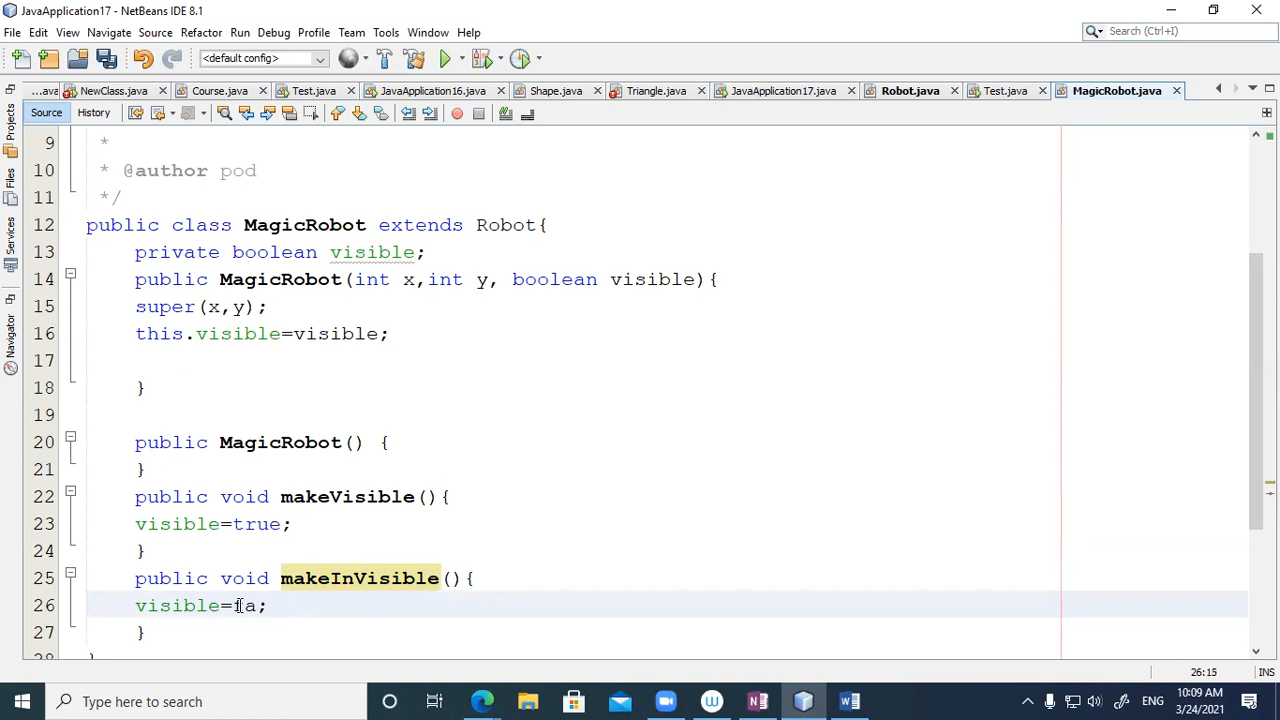 JavaApplication17 - NetBeans IDE 8.1
File Edit View Navigate Source Refactor Run Debug Profile Team Tools Window Help
Search (Ctrl+I)
<default config>
...ave NewClass.java Course.java Test.java JavaApplication16.java Shape.java Triangle.java JavaApplication17.java Robot.java Test.java MagicRobot.java
Source History
Projects
Files
Services
Navigator
9 *
10 * @author pod
11 */
12 public class MagicRobot extends Robot{
13 private boolean visible;
14 public MagicRobot(int x,int y, boolean visible){
15 super(x,y);
16 this.visible=visible;
17
18 }
19
20 public MagicRobot() {
21 }
22 public void makeVisible(){
23 visible=true;
24 }
25 public void makeInVisible(){
26 visible=fa;
27 }
28 }
26:15 INS
Type here to search
ENG
10:09 AM
3/24/2021